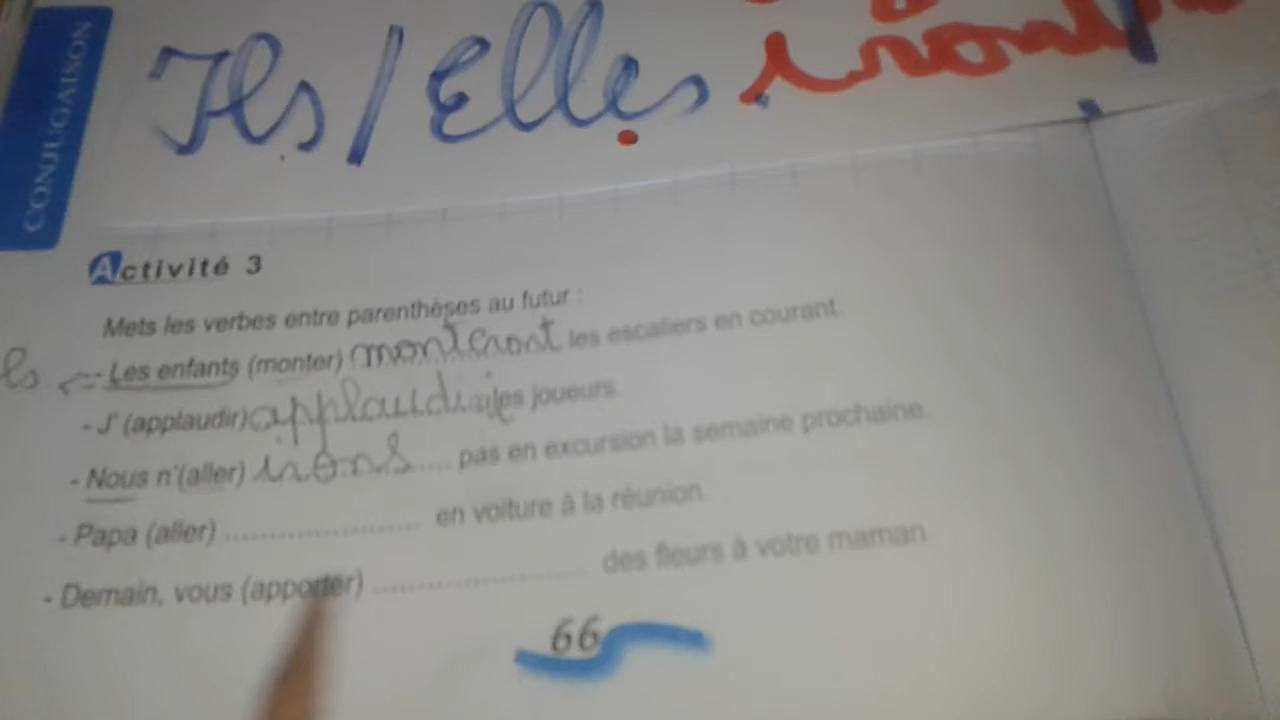 CONJUGAISON
Ils / Elles iront
Activité 3
Mets les verbes entre parenthèses au futur :
- Les enfants (monter) monteront les escaliers en courant.
- J' (applaudir) les joueurs.
- Nous n'(aller) irons .... pas en excursion la semaine prochaine.
- Papa (aller) ...................... en voiture à la réunion.
- Demain, vous (apporter) ........................ des fleurs à votre maman
66